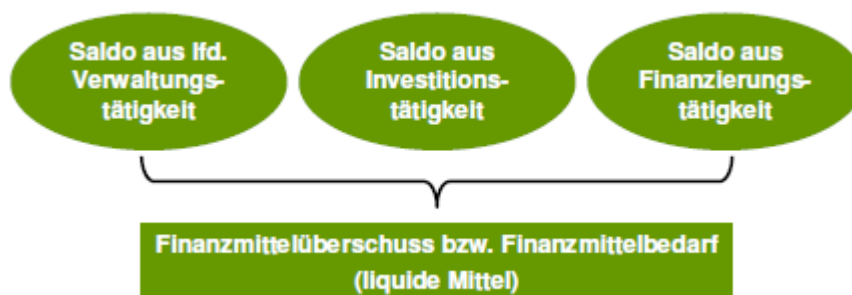 Saldo aus lfd.
Verwaltungs-
tätigkeit
Saldo aus
Investitions-
tätigkeit
Saldo aus
Finanzierungs-
tätigkeit
Finanzmittelüberschuss bzw. Finanzmittelbedarf
(liquide Mittel)